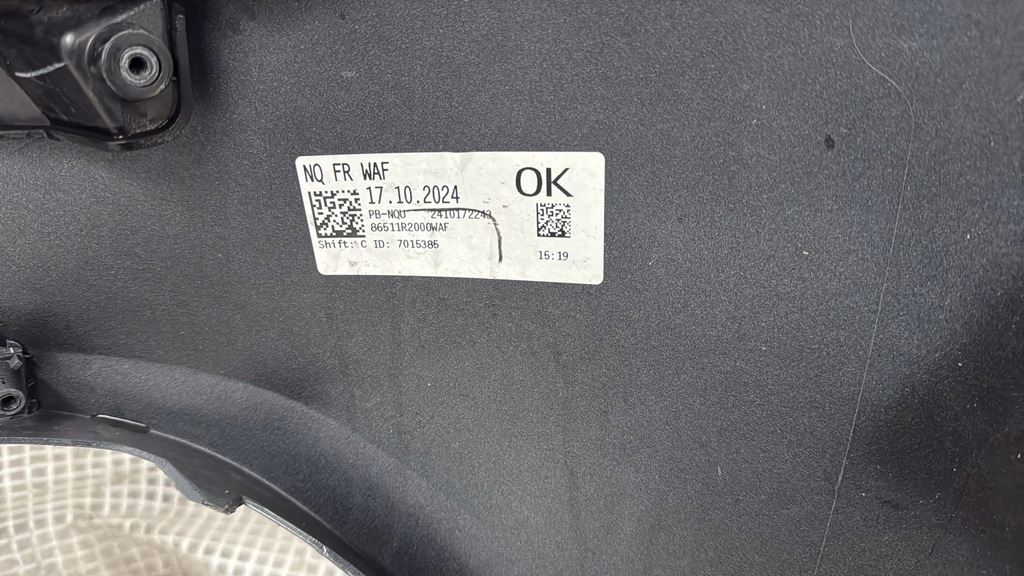 NQ FR WAF
OK
17.10.2024
PB-NQU 2410172243
86511R2000WAF
Shift: C ID: 7015385
15:19